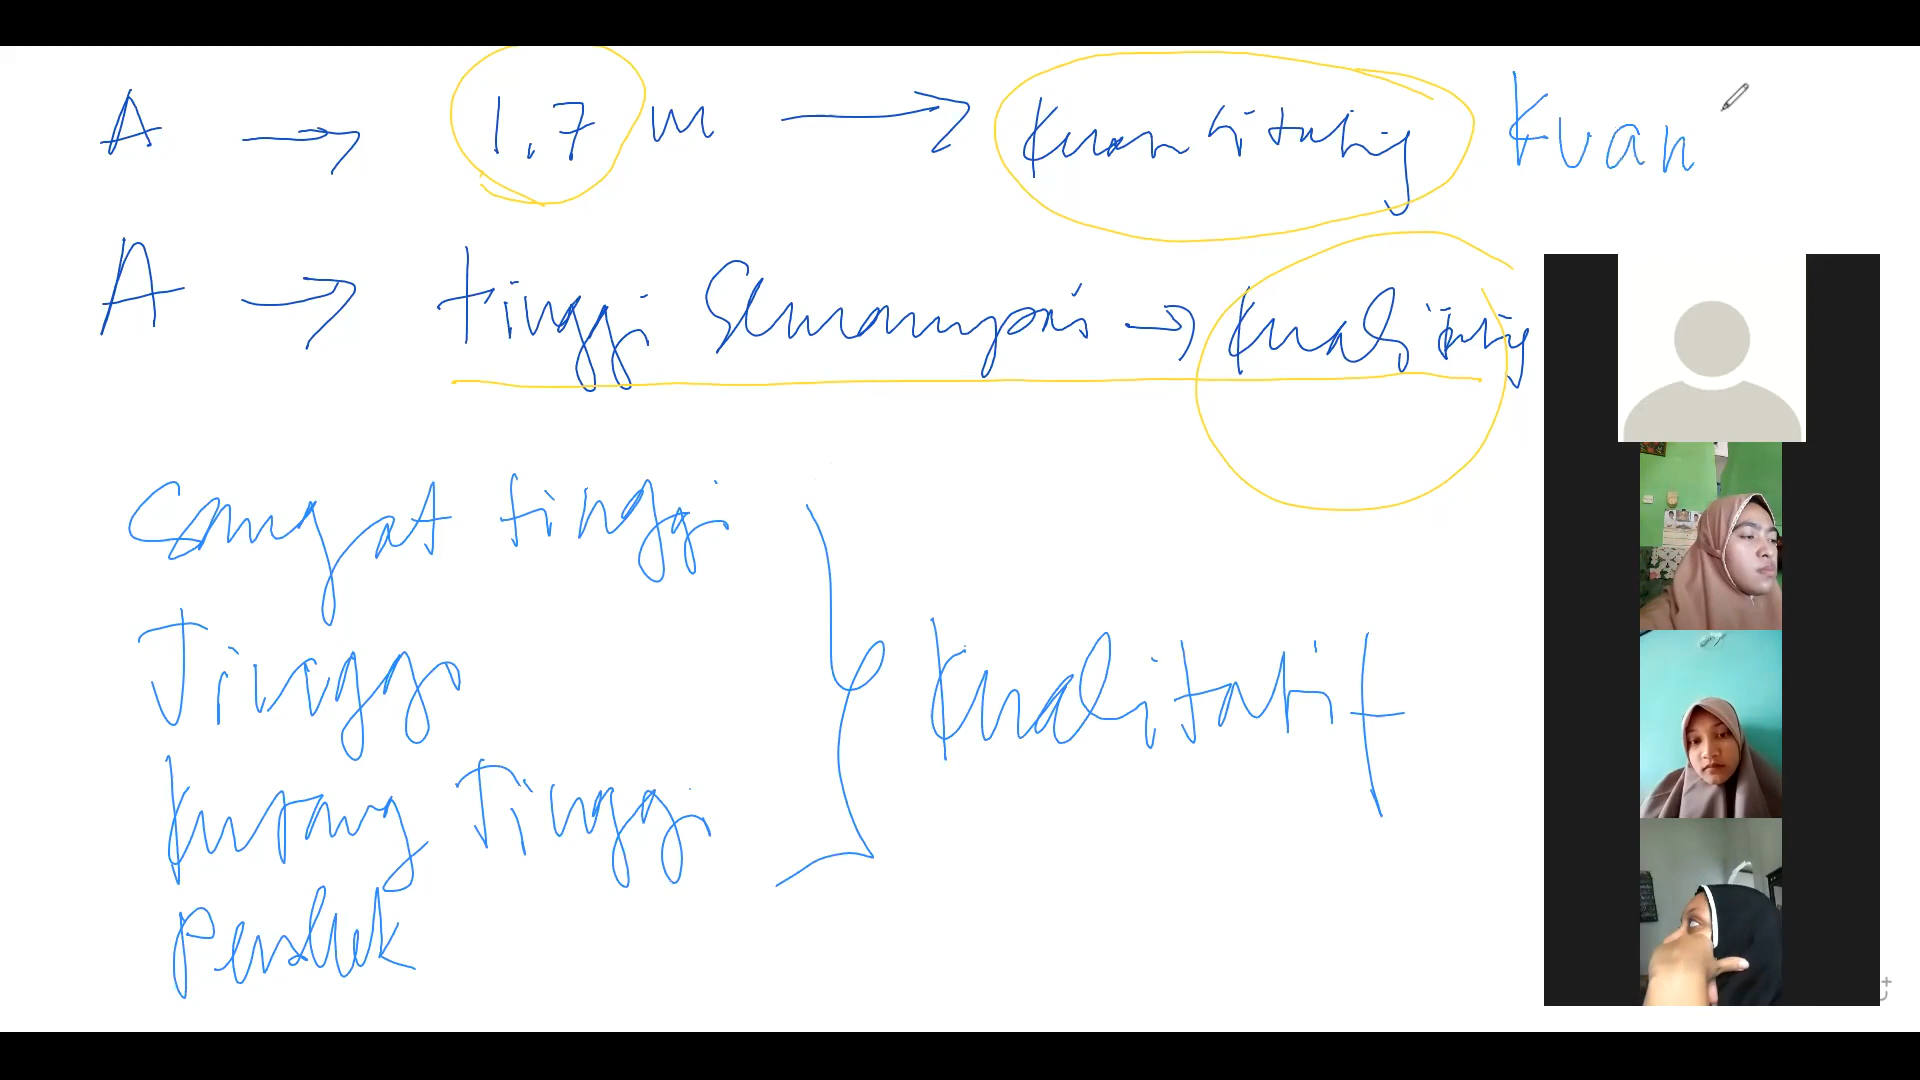 A → 1,7 m → Kuantitatif Kuan
A → tinggi Semampai → Kualitatif
Sangat tinggi
Tinggi
Kurang Tinggi
Pendek
Kualitatif